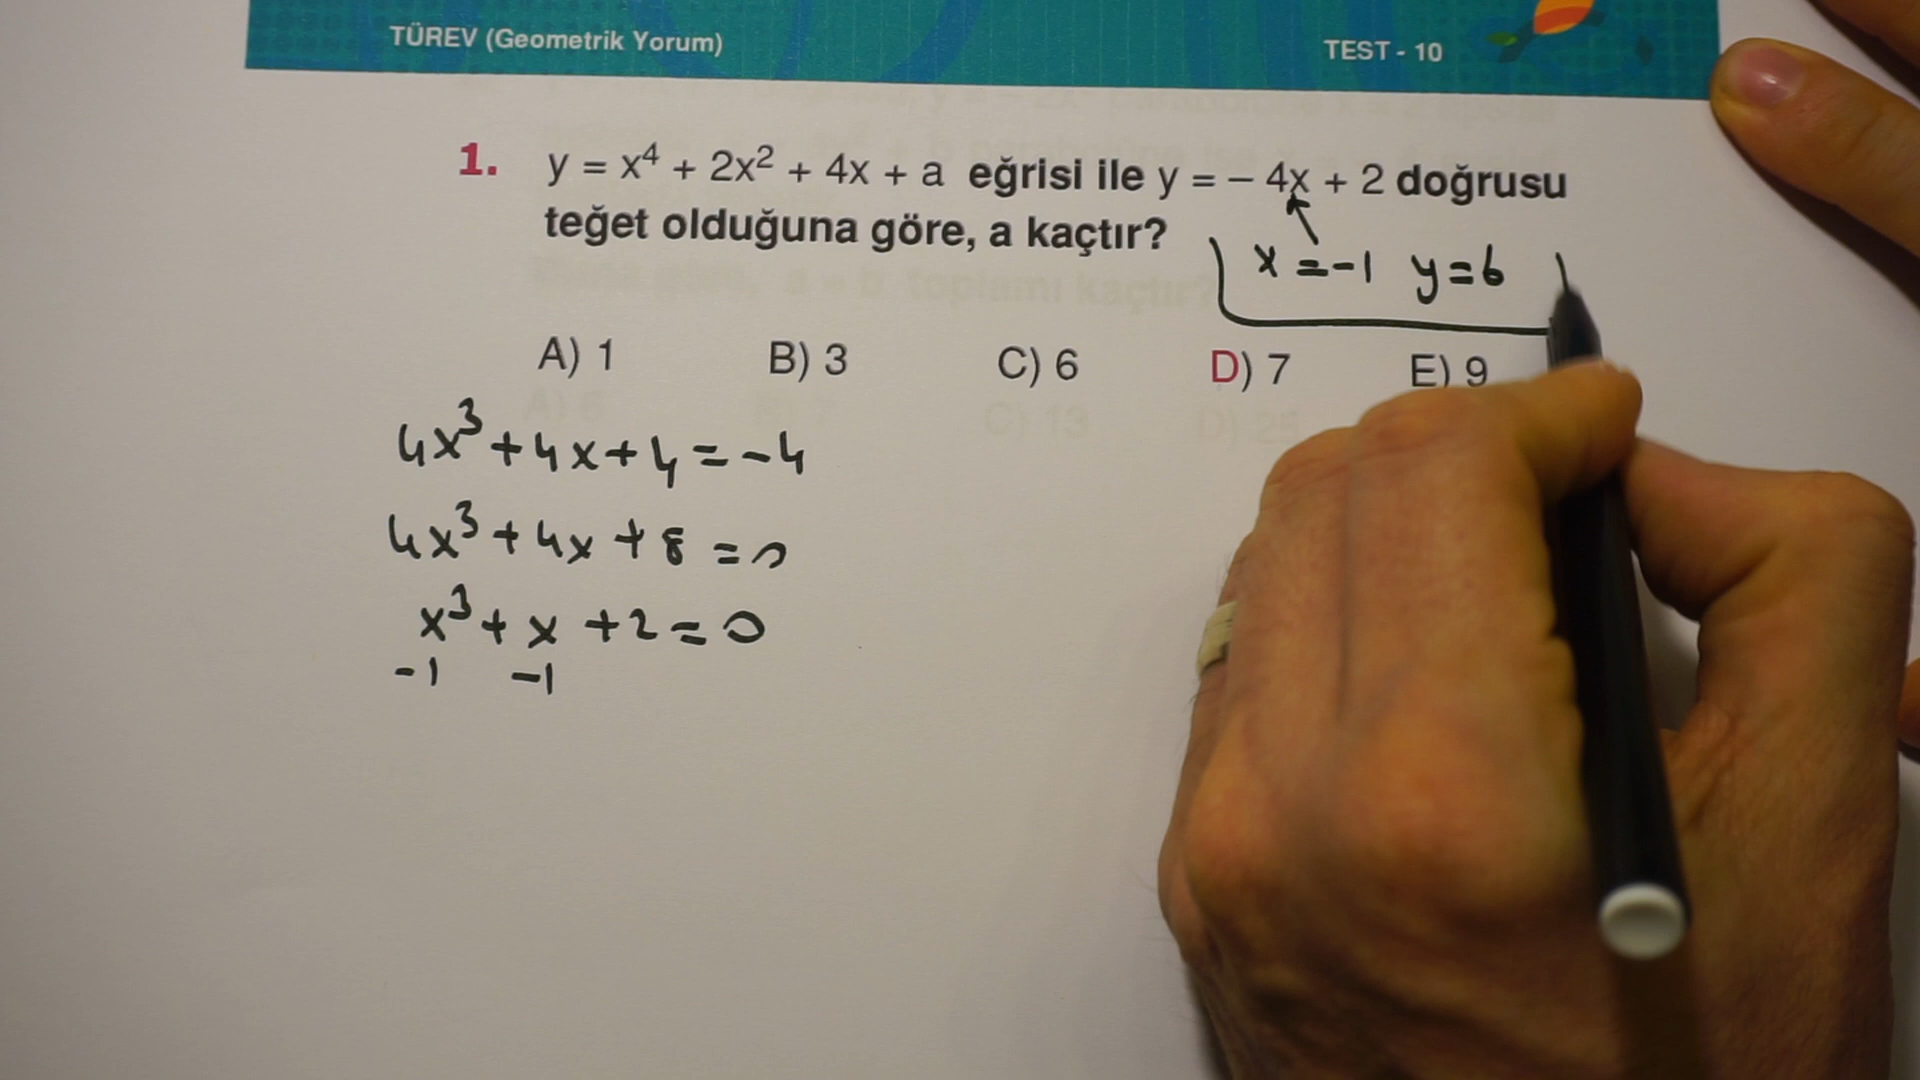 TÜREV (Geometrik Yorum)
TEST - 10
1. y = x⁴ + 2x² + 4x + a eğrisi ile y = – 4x + 2 doğrusu
teğet olduğuna göre, a kaçtır?
x = -1 y = 6
A) 1 B) 3 C) 6 D) 7 E) 9
4x³ + 4x + 4 = -4
4x³ + 4x + 8 = 0
x³ + x + 2 = 0
-1 -1